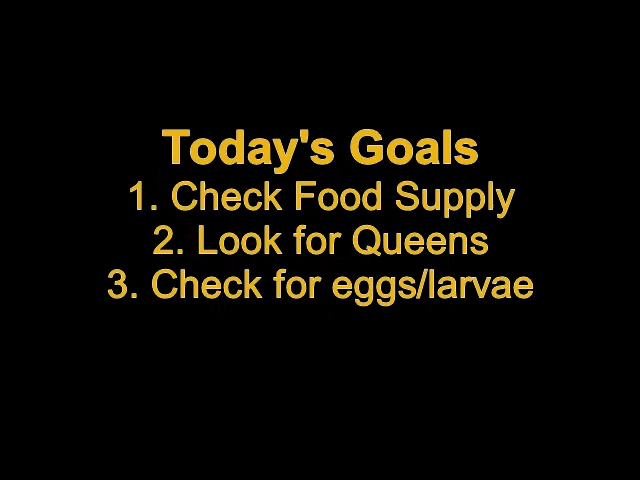 Today's Goals
1. Check Food Supply
2. Look for Queens
3. Check for eggs/larvae